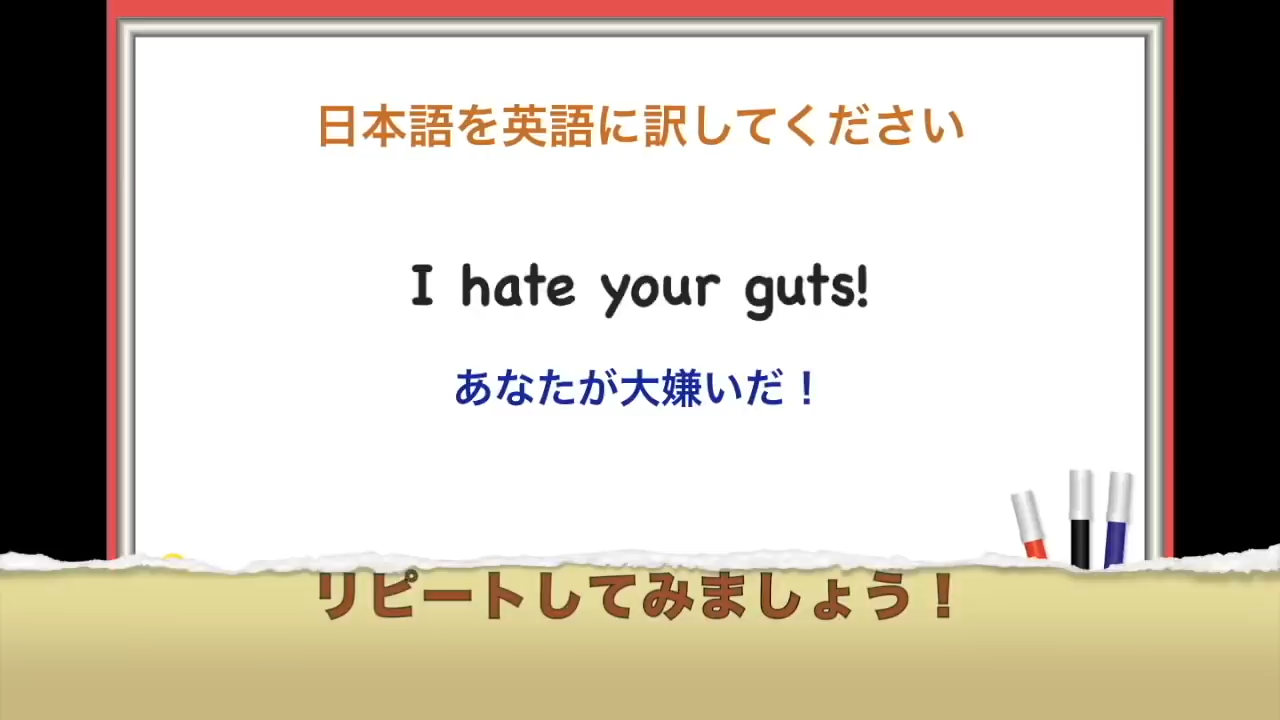 日本語を英語に訳してください
I hate your guts!
あなたが大嫌いだ！
リピートしてみましょう！